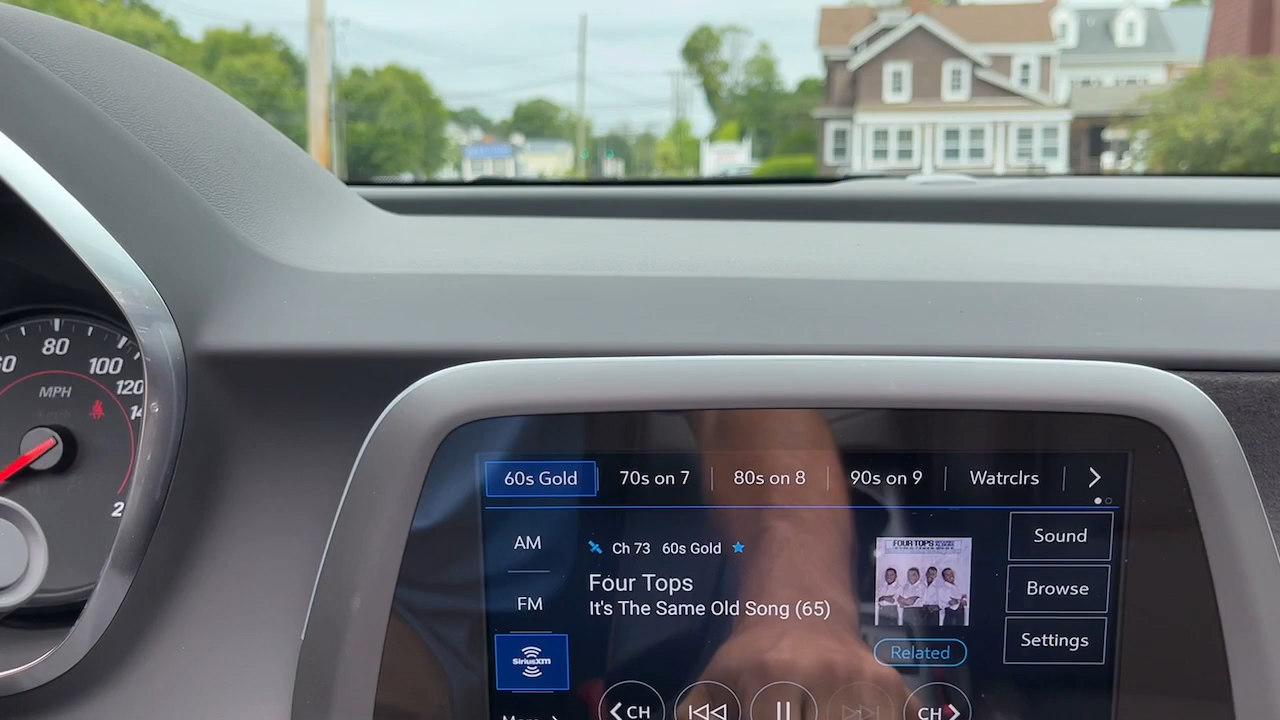 80
100
120
MPH
60s Gold
70s on 7
80s on 8
90s on 9
Watrclrs
AM
FM
SiriusXM
Ch 73 60s Gold
Four Tops
It's The Same Old Song (65)
FOUR TOPS
Related
Sound
Browse
Settings
CH
CH